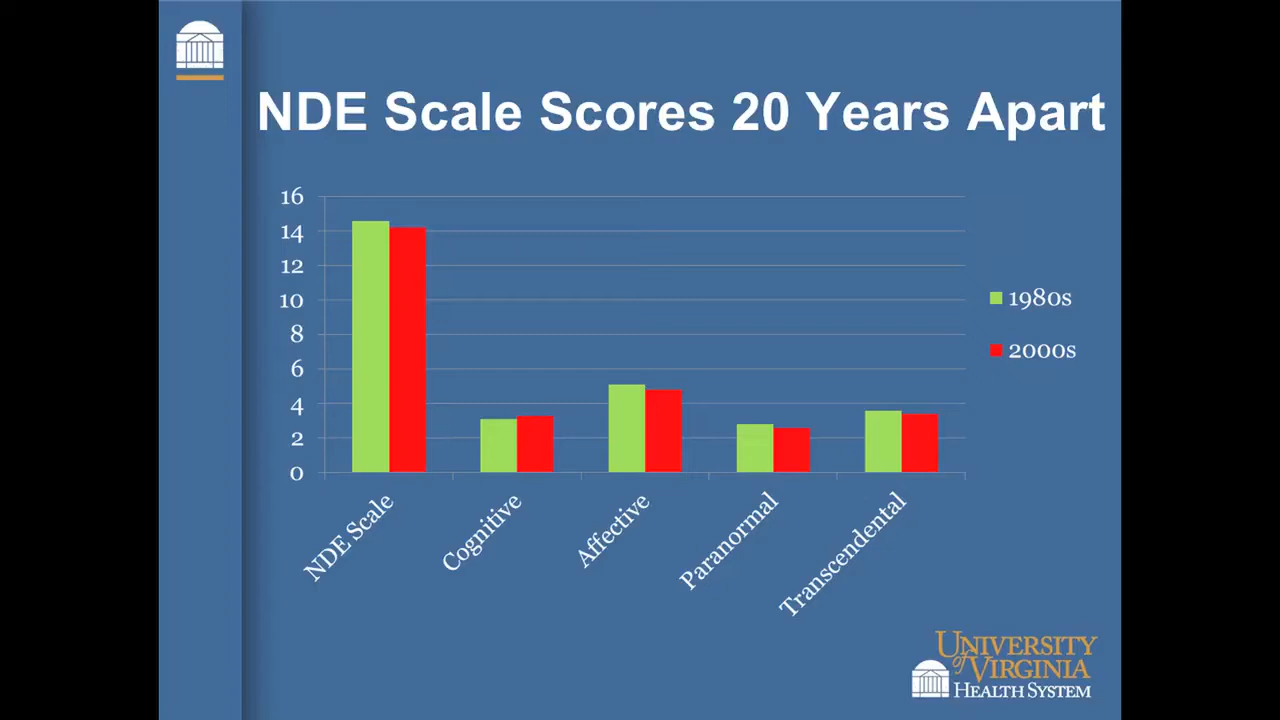 NDE Scale Scores 20 Years Apart
16
14
12
10
8
6
4
2
0
1980s
2000s
NDE Scale
Cognitive
Affective
Paranormal
Transcendental
UNIVERSITY
of VIRGINIA
HEALTH SYSTEM